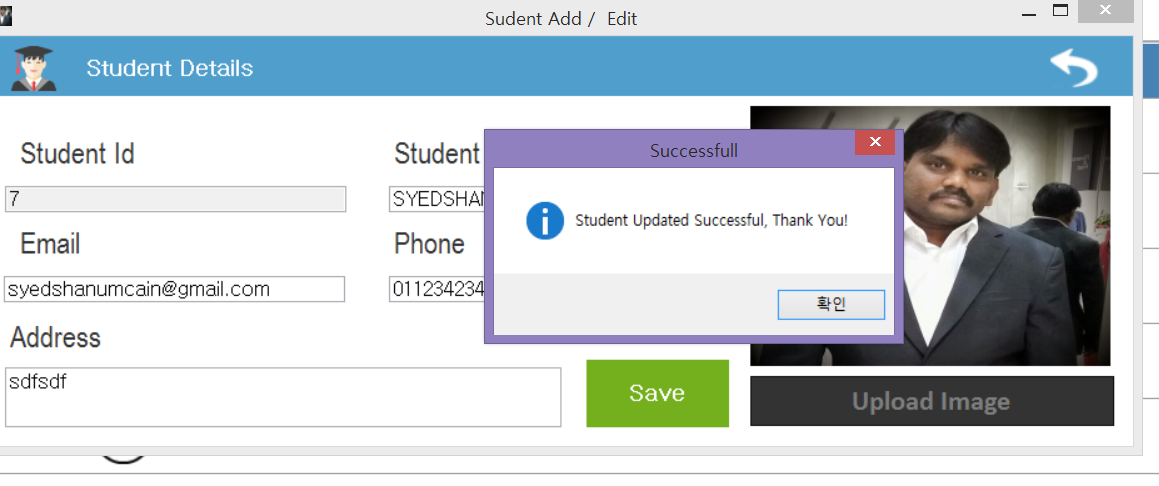 Sudent Add / Edit
Student Details
Successfull
Student Updated Successful, Thank You!
확인
Student Id
Student
7
SYEDSHAN
Email
Phone
syedshanumcain@gmail.com
011234234
Address
sdfsdf
Save
Upload Image